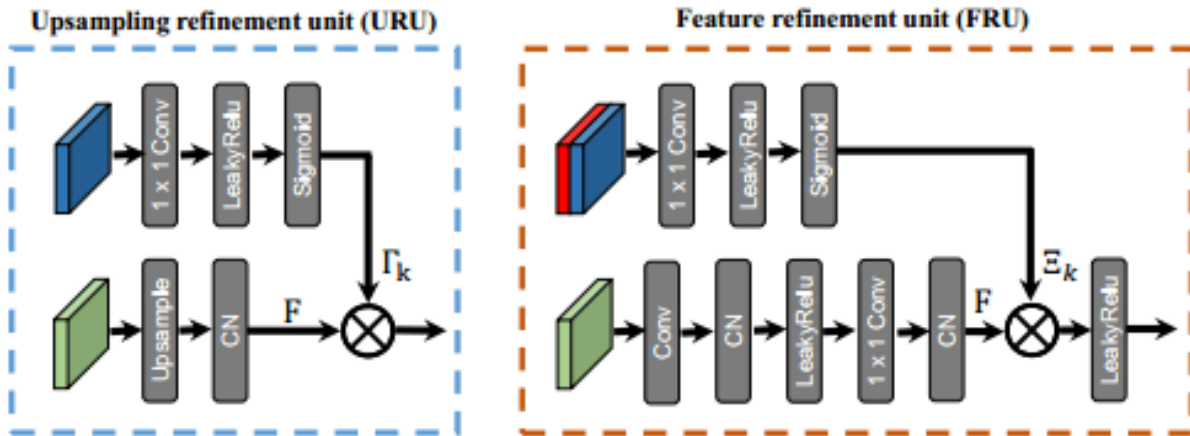 Upsampling refinement unit (URU)
1 x 1 Conv
LeakyRelu
Sigmoid
Γk
Upsample
CN
F
Feature refinement unit (FRU)
1 x 1 Conv
LeakyRelu
Sigmoid
Ξk
Conv
CN
LeakyRelu
1 x 1 Conv
CN
F
LeakyRelu